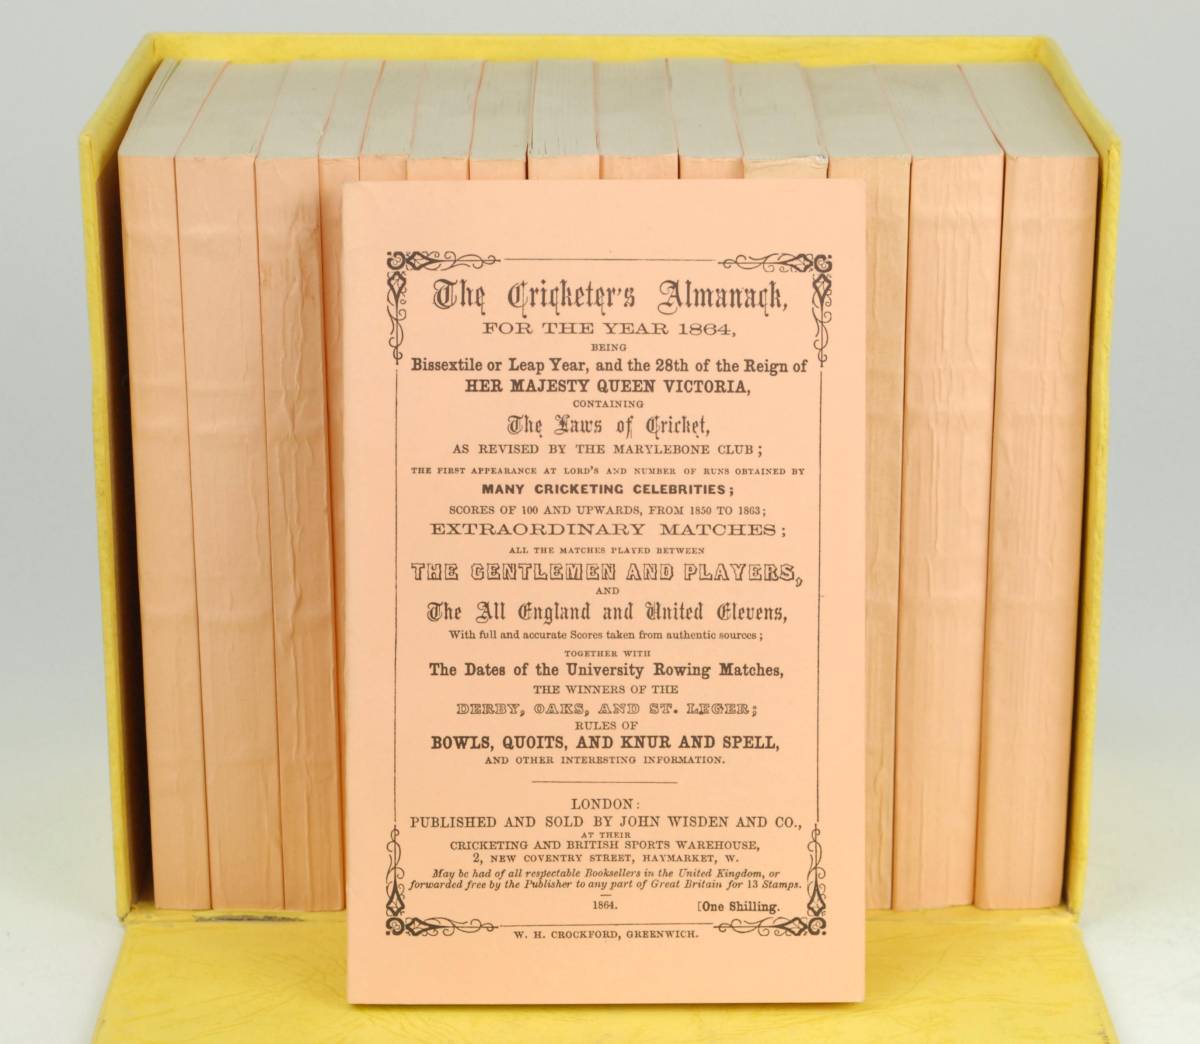 The Cricketer's Almanack,
FOR THE YEAR 1864,
BEING
Bissextile or Leap Year, and the 28th of the Reign of
HER MAJESTY QUEEN VICTORIA,
CONTAINING
The Laws of Cricket,
AS REVISED BY THE MARYLEBONE CLUB;
THE FIRST APPEARANCE AT LORD'S AND NUMBER OF RUNS OBTAINED BY
MANY CRICKETING CELEBRITIES;
SCORES OF 100 AND UPWARDS, FROM 1850 TO 1863;
EXTRAORDINARY MATCHES;
ALL THE MATCHES PLAYED BETWEEN
THE GENTLEMEN AND PLAYERS,
AND
The All England and United Elevens,
With full and accurate Scores taken from authentic sources;
TOGETHER WITH
The Dates of the University Rowing Matches,
THE WINNERS OF THE
DERBY, OAKS, AND ST. LEGER;
RULES OF
BOWLS, QUOITS, AND KNUR AND SPELL,
AND OTHER INTERESTING INFORMATION.
LONDON:
PUBLISHED AND SOLD BY JOHN WISDEN AND CO.,
AT THEIR
CRICKETING AND BRITISH SPORTS WAREHOUSE,
2, NEW COVENTRY STREET, HAYMARKET, W.
May be had of all respectable Booksellers in the United Kingdom, or
forwarded free by the Publisher to any part of Great Britain for 13 Stamps.
1864. [One Shilling.
W. H. CROCKFORD, GREENWICH.